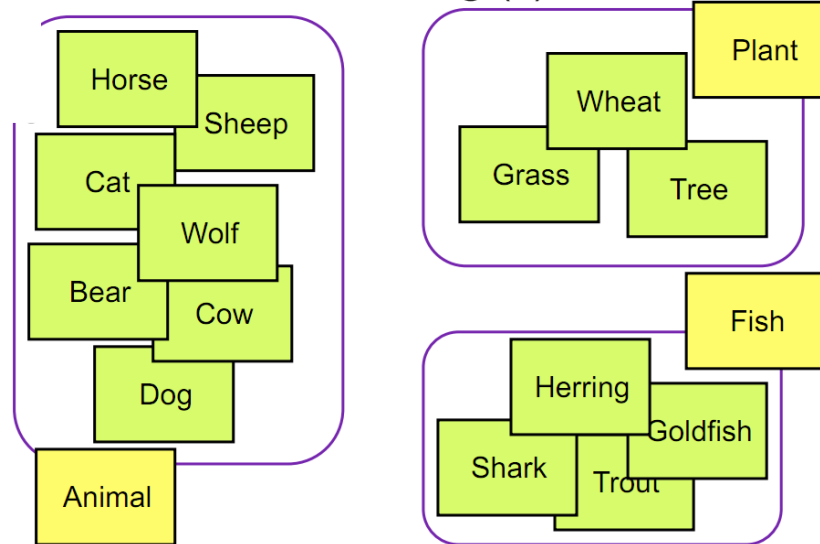 Horse
Sheep
Cat
Wolf
Bear
Cow
Dog
Animal
Plant
Wheat
Grass
Tree
Fish
Herring
Goldfish
Shark
Trout